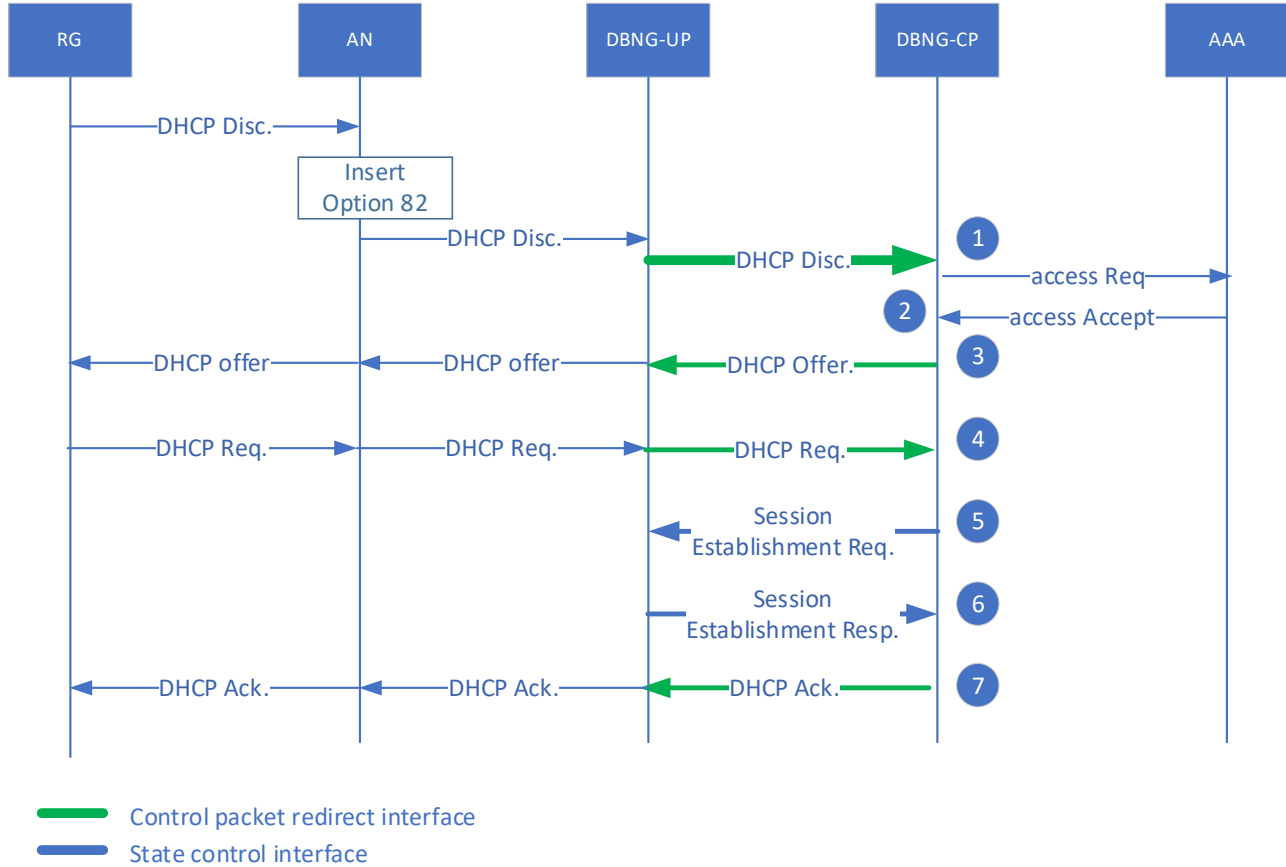 RG
AN
DBNG-UP
DBNG-CP
AAA
DHCP Disc.
Insert
Option 82
DHCP Disc.
DHCP Disc.
1
access Req
2
access Accept
DHCP offer
DHCP offer
DHCP Offer.
3
DHCP Req.
DHCP Req.
DHCP Req.
4
Session
Establishment Req.
5
Session
Establishment Resp.
6
DHCP Ack.
DHCP Ack.
DHCP Ack.
7
Control packet redirect interface
State control interface